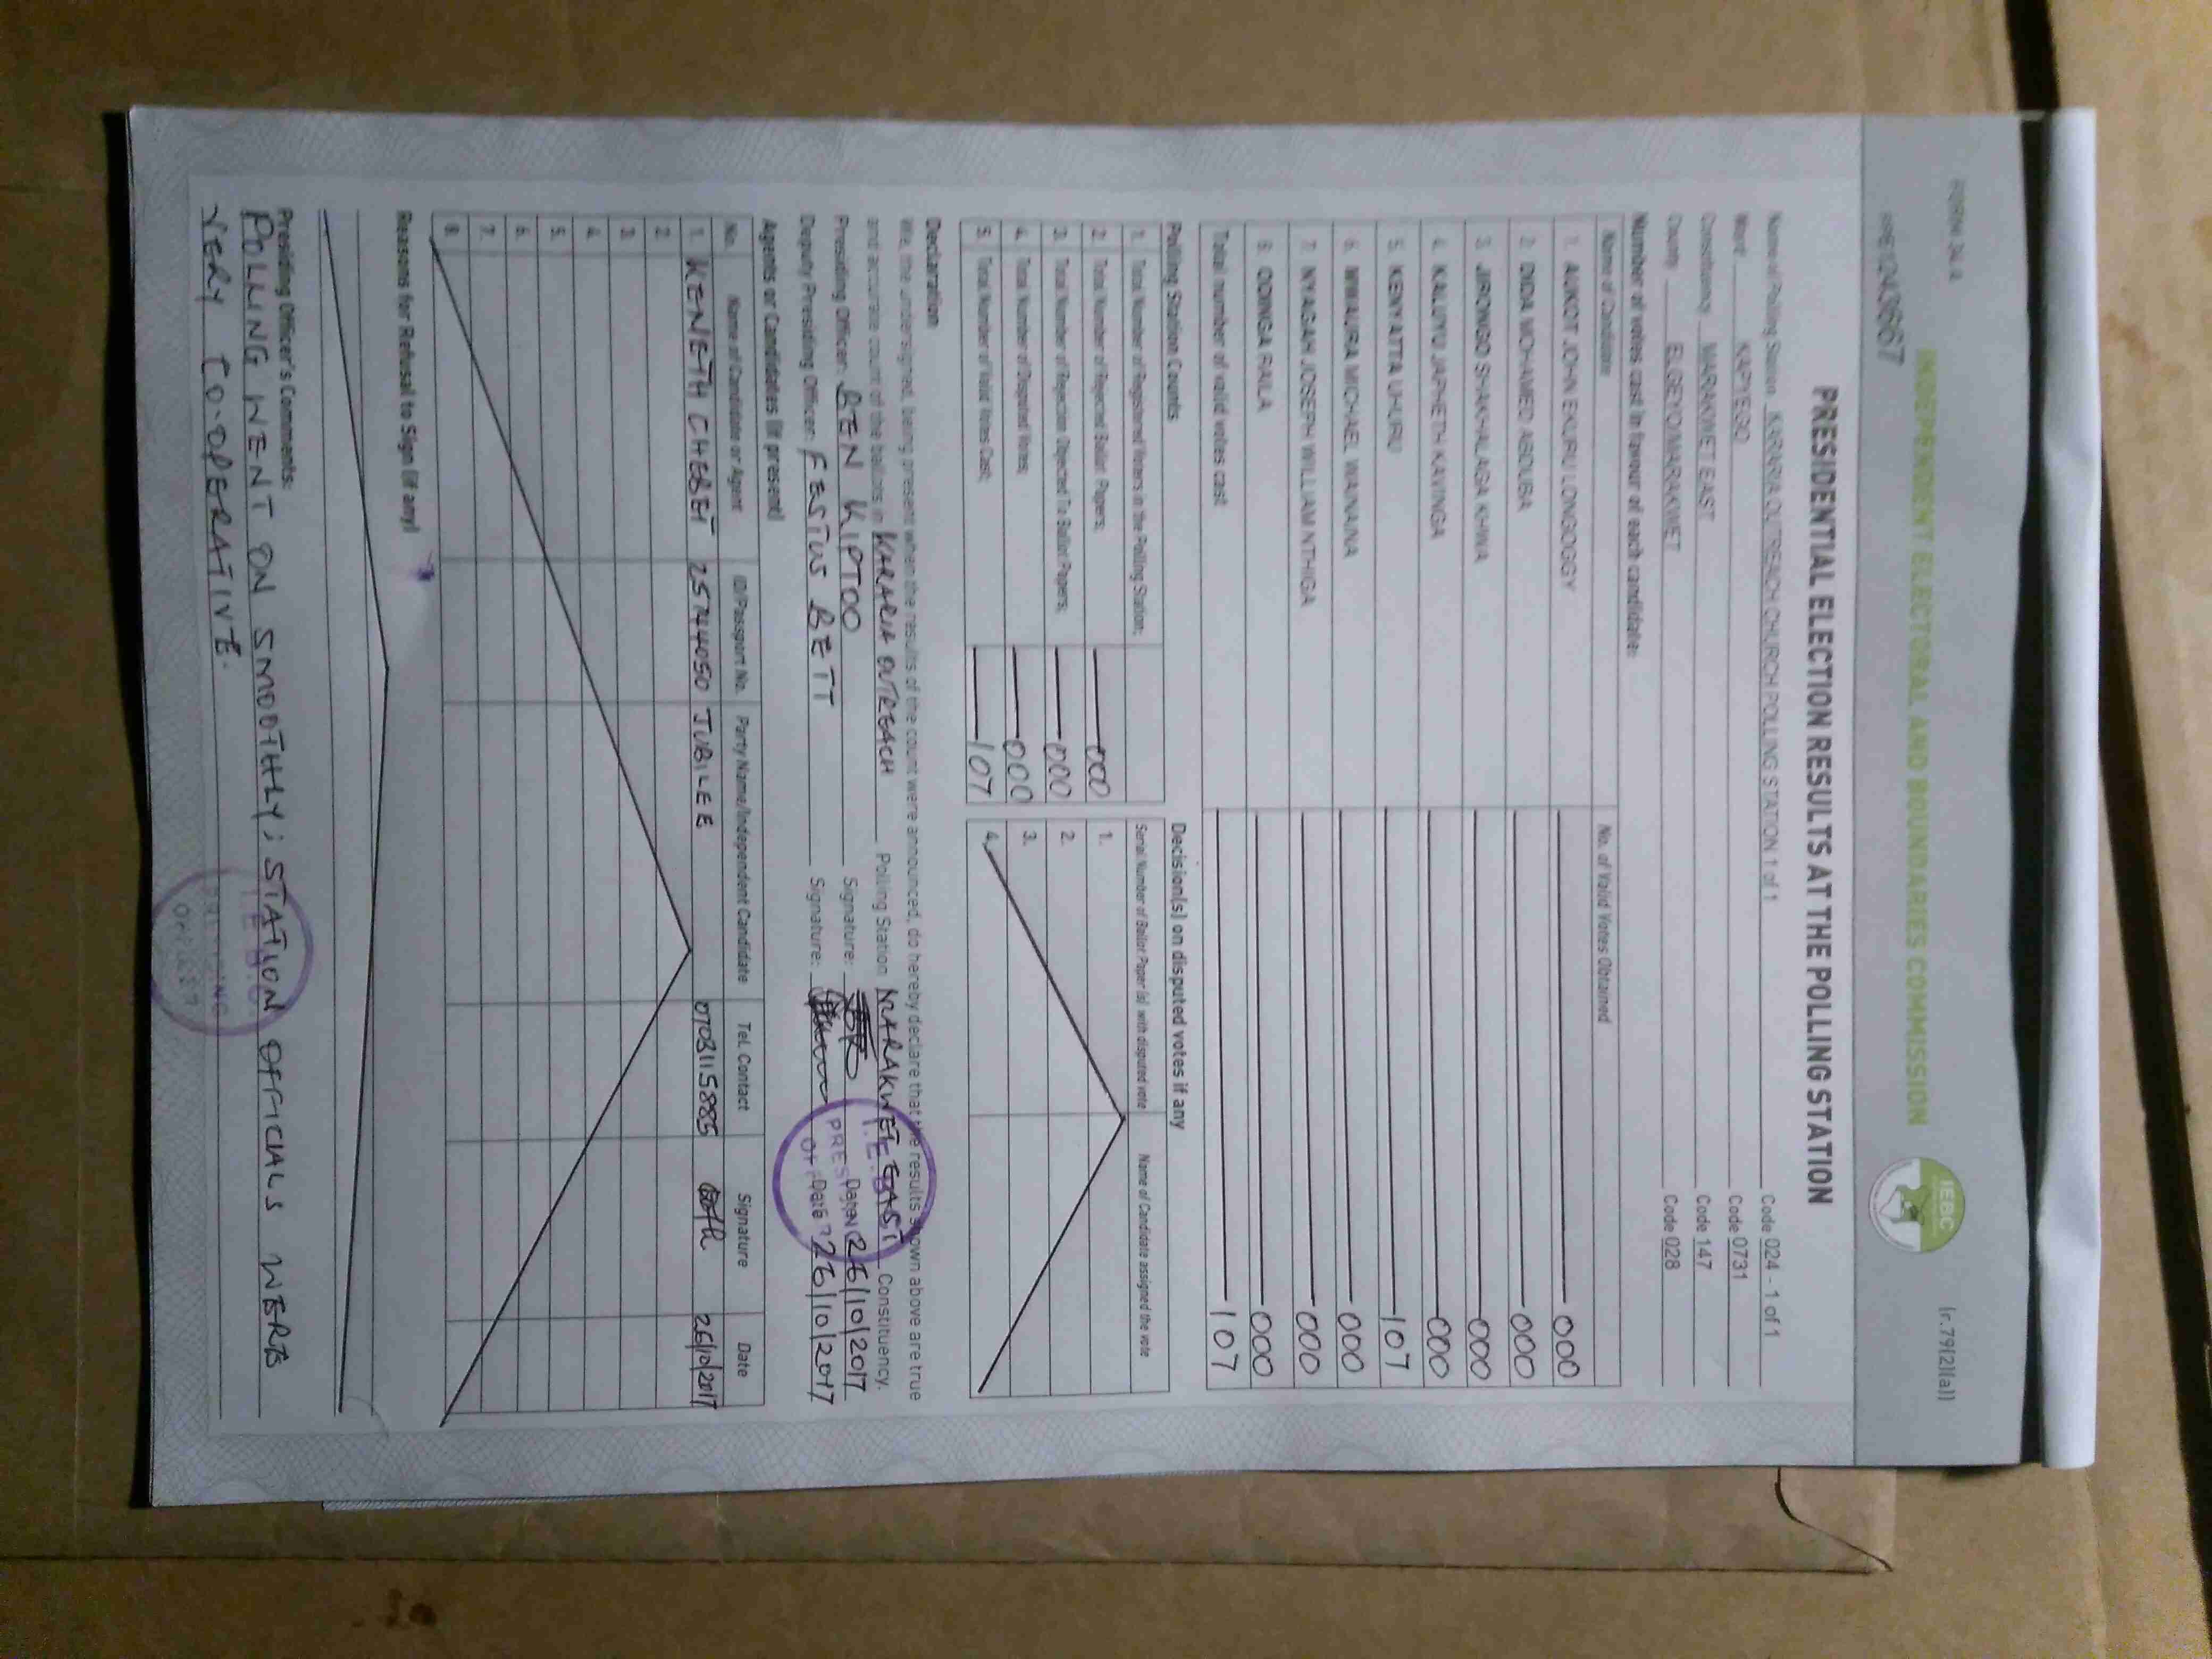 FORM 34 A (r.79(2)(a))
INDEPENDENT ELECTORAL AND BOUNDARIES COMMISSION
IEBC
PRESIDENTIAL ELECTION RESULTS AT THE POLLING STATION
Name of Polling Station KARARIA OUTREACH CHURCH POLLING STATION 1 of 1 Code 024 - 1 of 1
Ward KAPYEGO Code 0731
Constituency MARAKWET EAST Code 147
County ELGEYO/MARAKWET Code 028
Number of votes cast in favour of each candidate:
Name of Candidate No. of Valid Votes Obtained
1. AUKOT JOHN EKURU LONGOGGY 000
2. DIDA MOHAMED ABDUBA 000
3. JIRONGO SHAKHALAGA KHWA 000
4. KALUYU JAPHETH KAVINGA 000
5. KENYATTA UHURU 107
6. MWAURA MICHAEL WAINAINA 000
7. NYAGAH JOSEPH WILLIAM NTHIGA 000
8. ODINGA RAILA 000
Total number of valid votes cast 107
Polling Station Counts
1. Total Number of Registered Voters in the Polling Station;
2. Total Number of Rejected Ballot Papers; 000
3. Total Number of Rejection Objected To Ballot Papers; 000
4. Total Number of Disputed Votes; 000
5. Total Number of Valid Votes Cast; 107
Decision(s) on disputed votes if any
Serial Number of Ballot Paper (s) with disputed vote Name of Candidate assigned the vote
1.
2.
3.
4.
Declaration
We, the undersigned, being present when the results of the count were announced, do hereby declare that the results shown above are true
and accurate count of the ballots in KARARIA OUTREACH Polling Station MARAKWET EAST Constituency.
Presiding Officer: BEN KIPTOO Signature: Date: 26/10/2017
Deputy Presiding Officer: FESTUS BETT Signature: Date: 26/10/2017
Agents or Candidates (if present)
No. Name of Candidate or Agent ID/Passport No. Party Name/Independent Candidate Tel. Contact Signature Date
1. KENNETH CHEBET 25744050 JUBILEE 0703115885 26/10/2017
2.
3.
4.
5.
6.
7.
8.
Reasons for Refusal to Sign (if any)
Presiding Officer's Comments:
POLLING WENT ON SMOOTHLY; STATION OFFICIALS WERE
VERY CO-OPERATIVE.